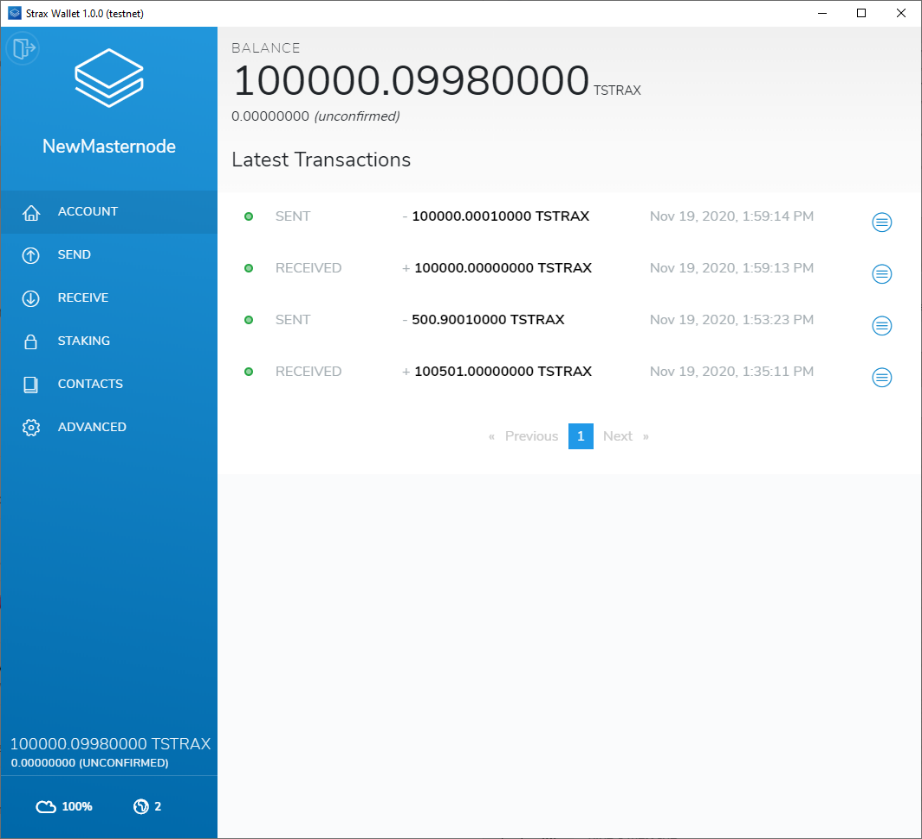 Strax Wallet 1.0.0 (testnet)
NewMasternode
ACCOUNT
SEND
RECEIVE
STAKING
CONTACTS
ADVANCED
100000.09980000 TSTRAX
0.00000000 (UNCONFIRMED)
100% 2
BALANCE
100000.09980000 TSTRAX
0.00000000 (unconfirmed)
Latest Transactions
SENT - 100000.00010000 TSTRAX Nov 19, 2020, 1:59:14 PM
RECEIVED + 100000.00000000 TSTRAX Nov 19, 2020, 1:59:13 PM
SENT - 500.90010000 TSTRAX Nov 19, 2020, 1:53:23 PM
RECEIVED + 100501.00000000 TSTRAX Nov 19, 2020, 1:35:11 PM
« Previous 1 Next »